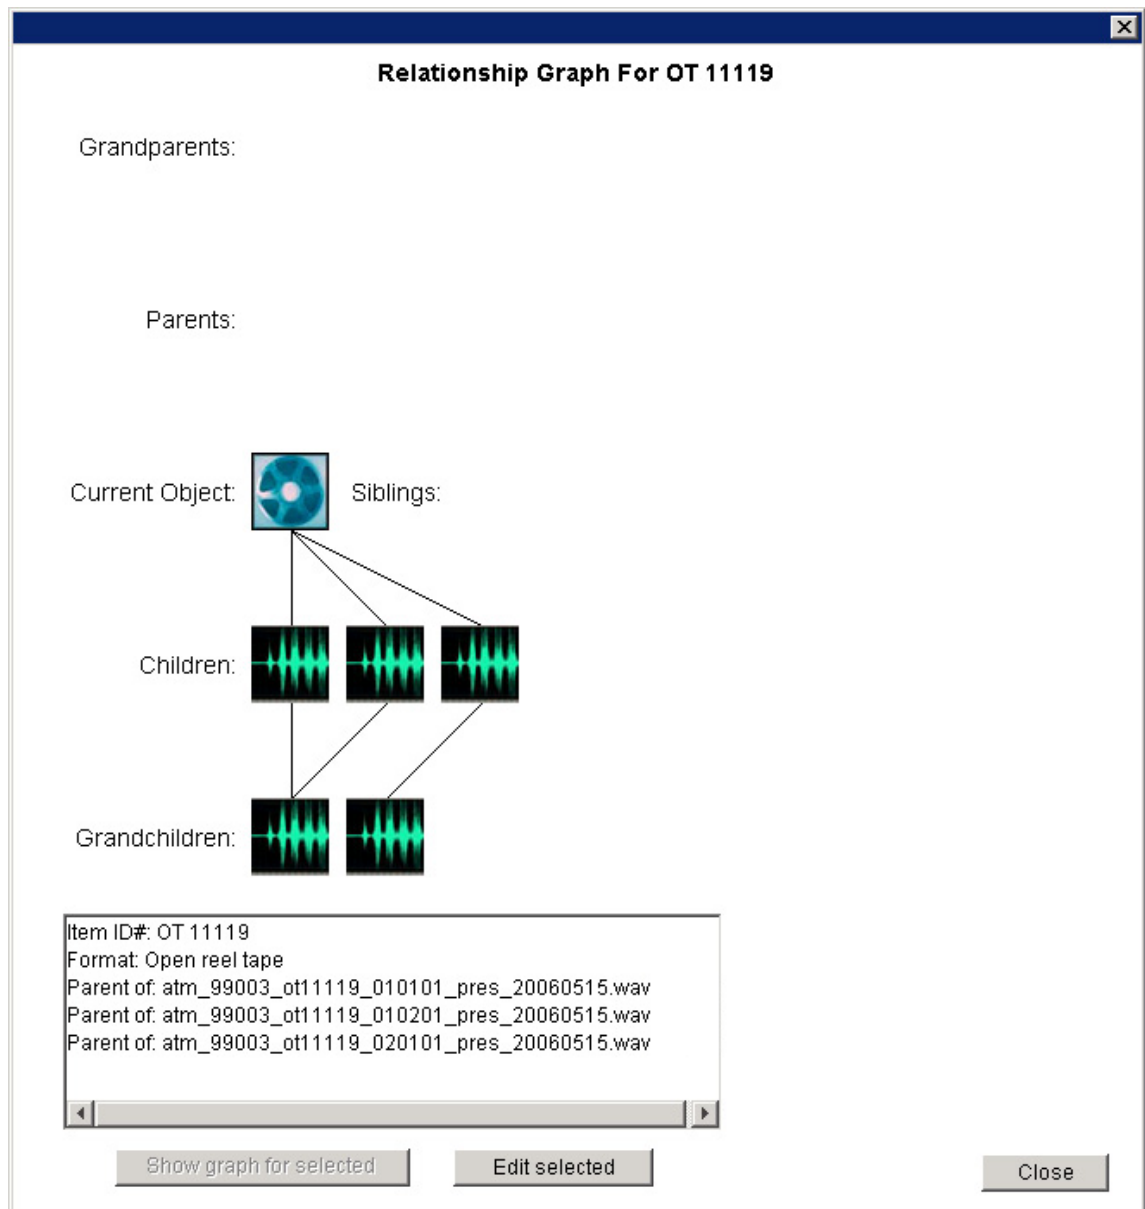 Relationship Graph For OT 11119
Grandparents:
Parents:
Current Object:
Siblings:
Children:
Grandchildren:
Item ID#: OT 11119
Format: Open reel tape
Parent of: atm_99003_ot11119_010101_pres_20060515.wav
Parent of: atm_99003_ot11119_010201_pres_20060515.wav
Parent of: atm_99003_ot11119_020101_pres_20060515.wav
Show graph for selected
Edit selected
Close